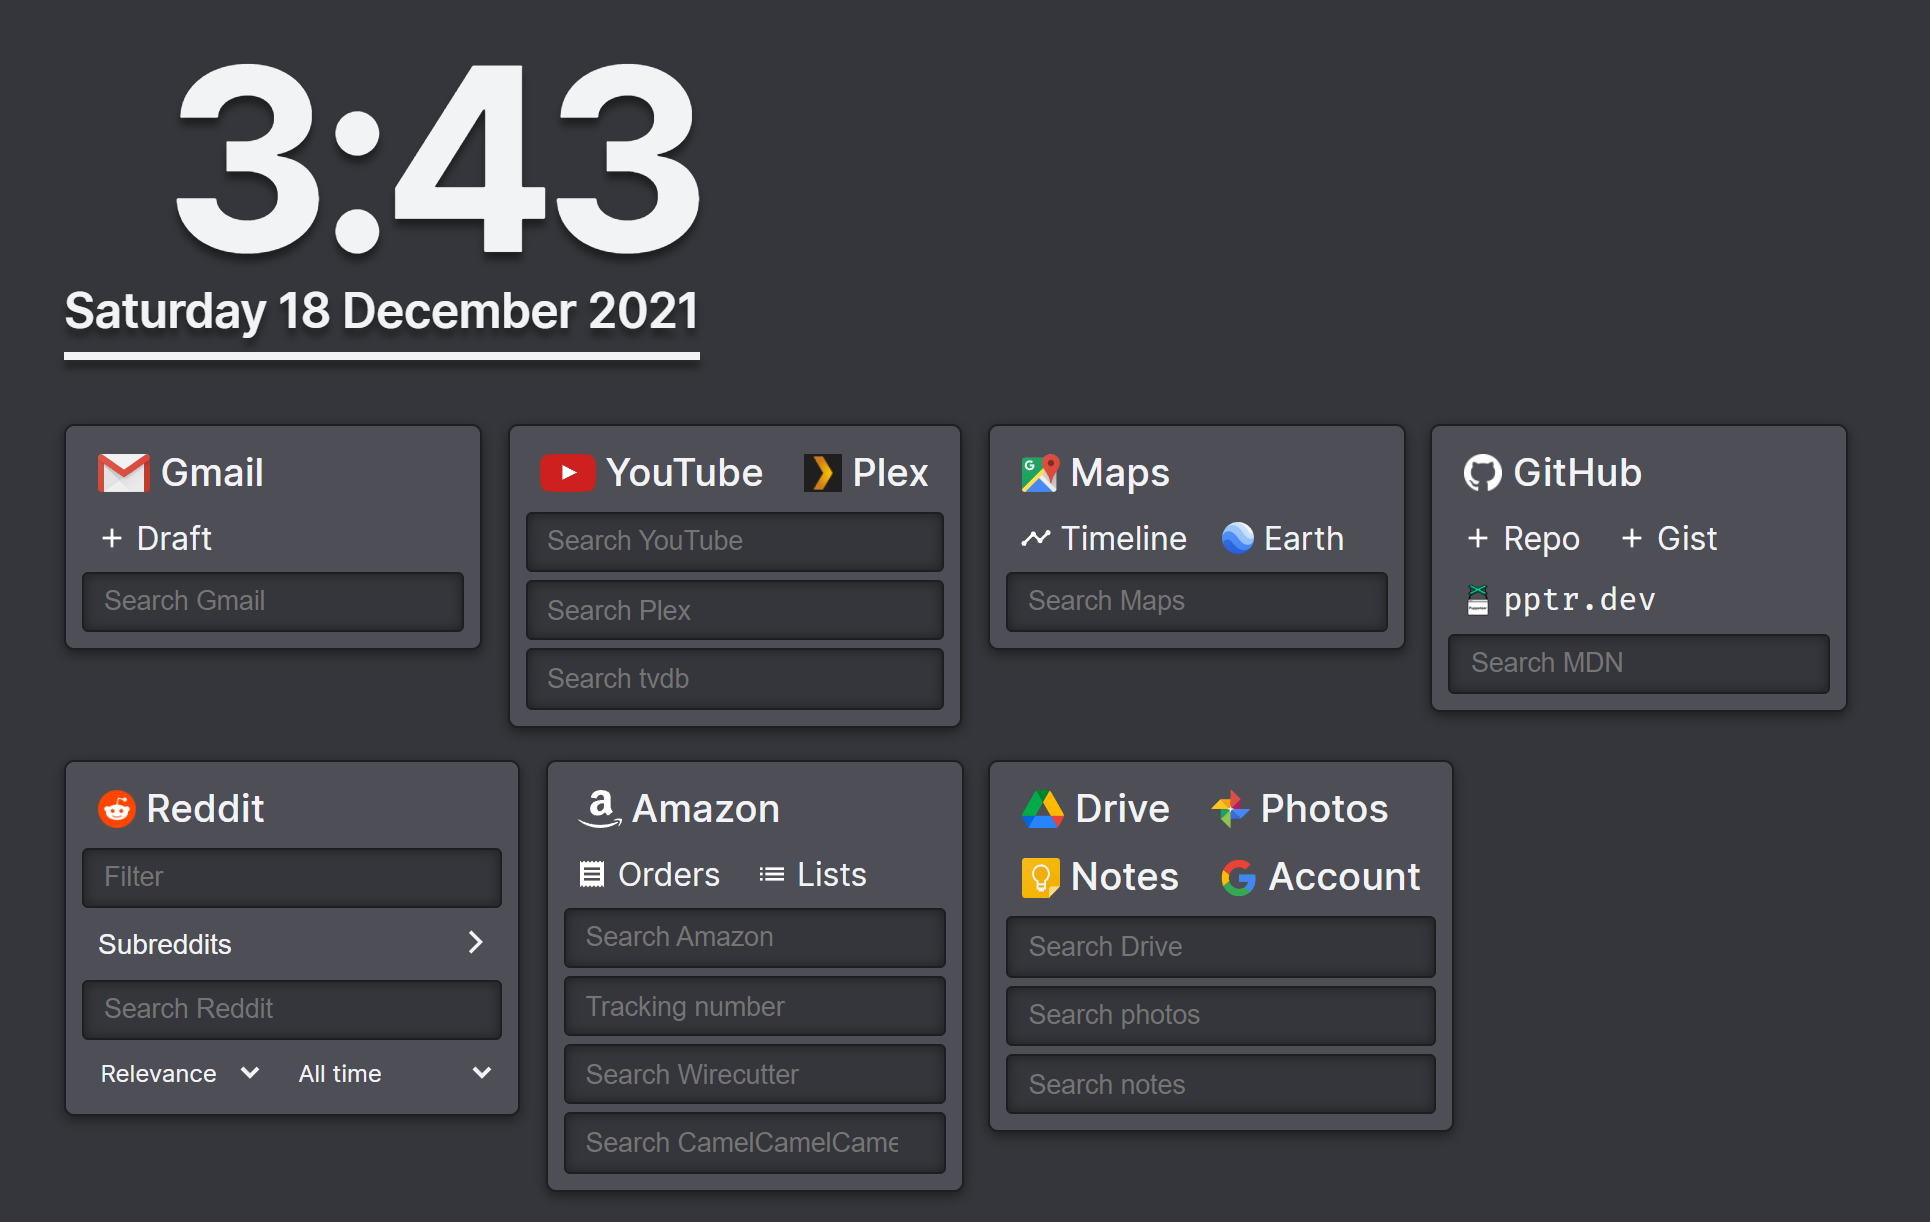 3:43
Saturday 18 December 2021
Gmail
+ Draft
Search Gmail
YouTube Plex
Search YouTube
Search Plex
Search tvdb
Maps
Timeline Earth
Search Maps
GitHub
+ Repo + Gist
pptr.dev
Search MDN
Reddit
Filter
Subreddits
Search Reddit
Relevance All time
Amazon
Orders Lists
Search Amazon
Tracking number
Search Wirecutter
Search CamelCamelCame
Drive Photos
Notes Account
Search Drive
Search photos
Search notes